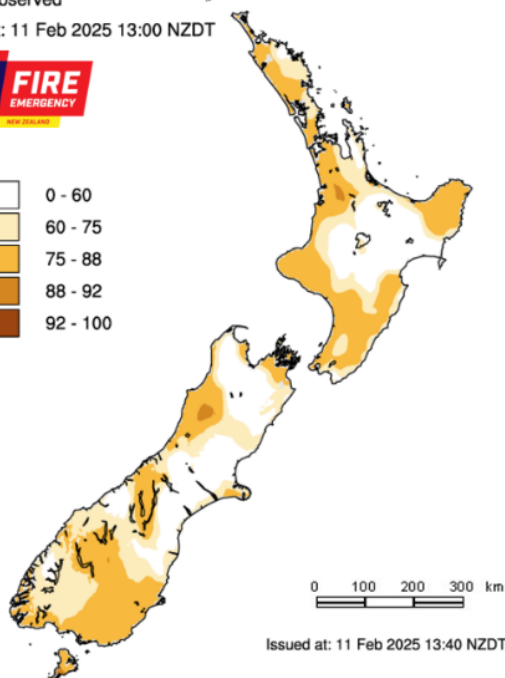 : 11 Feb 2025 13:00 NZDT
FIRE
EMERGENCY
NEW ZEALAND
0 - 60
60 - 75
75 - 88
88 - 92
92 - 100
0 100 200 300 km
Issued at: 11 Feb 2025 13:40 NZDT